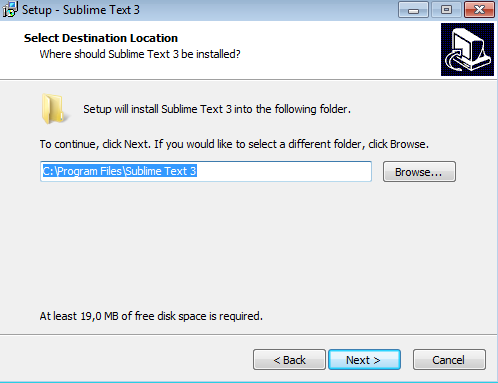 Setup - Sublime Text 3
Select Destination Location
Where should Sublime Text 3 be installed?
Setup will install Sublime Text 3 into the following folder.
To continue, click Next. If you would like to select a different folder, click Browse.
C:\Program Files\Sublime Text 3
Browse...
At least 19,0 MB of free disk space is required.
< Back
Next >
Cancel